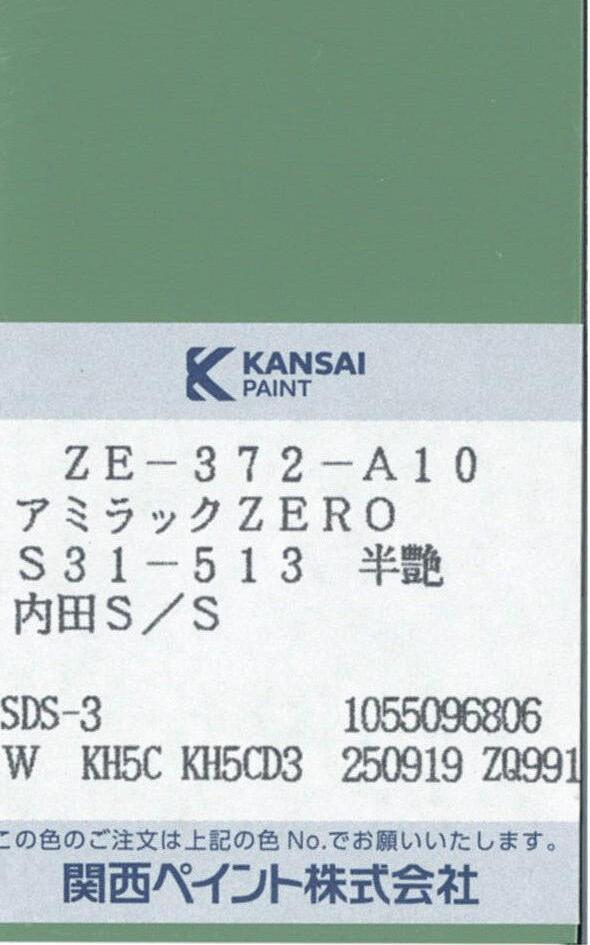 KANSAI
PAINT
ZE-372-A10
アミラックZERO
S31-513 半艶
内田S/S
SDS-3 1055096806
W KH5C KH5CD3 250919 ZQ991
この色のご注文は上記の色 No.でお願いいたします。
関西ペイント株式会社